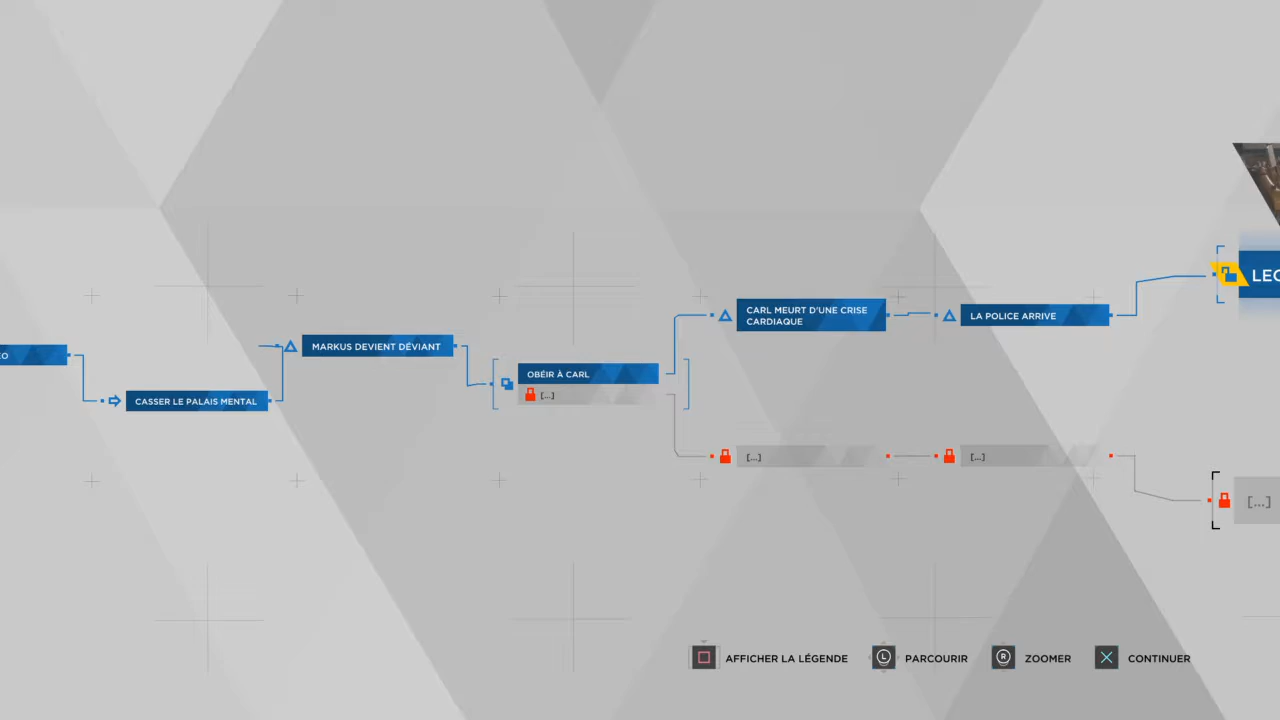 LEO
CARL MEURT D'UNE CRISE
CARDIAQUE
LA POLICE ARRIVE
MARKUS DEVIENT DÉVIANT
OBÉIR À CARL
[...]
CASSER LE PALAIS MENTAL
[...]
[...]
[...]
AFFICHER LA LÉGENDE
L
PARCOURIR
R
ZOOMER
CONTINUER